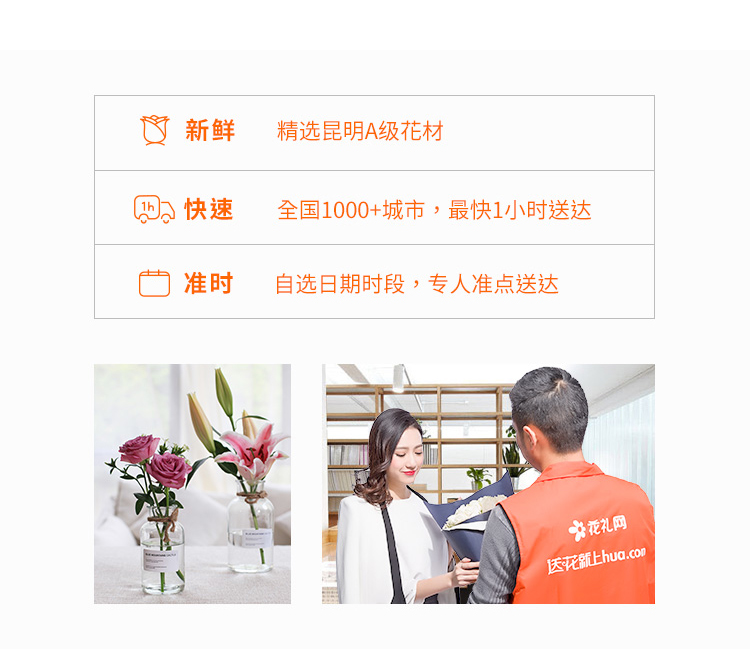 新鲜 精选昆明A级花材
1h 快速 全国1000+城市，最快1小时送达
准时 自选日期时段，专人准点送达
花礼网
送花就上hua.com